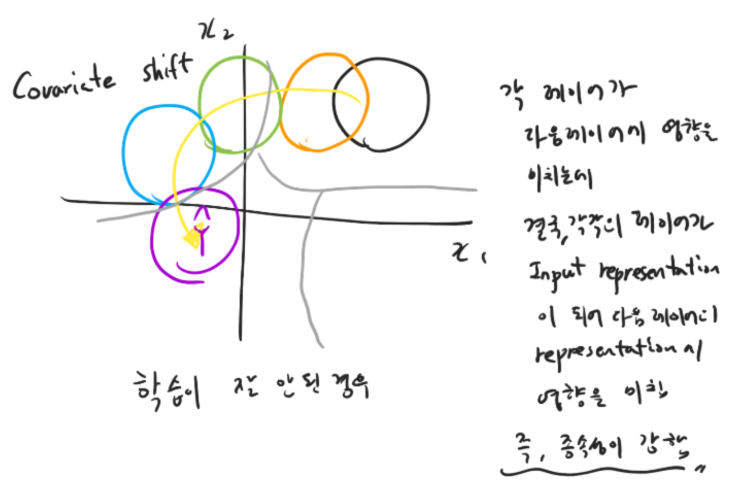 x₂
Covariate shift
x₁
Y
학습이 잘 안된 경우
각 레이어가
다음레이어에 영향을
미치는데
결국, 각각의 레이어가
Input representation
이 되어 다음 레이어의
representation에
영향을 미침
즉, 종속성이 강함.,,